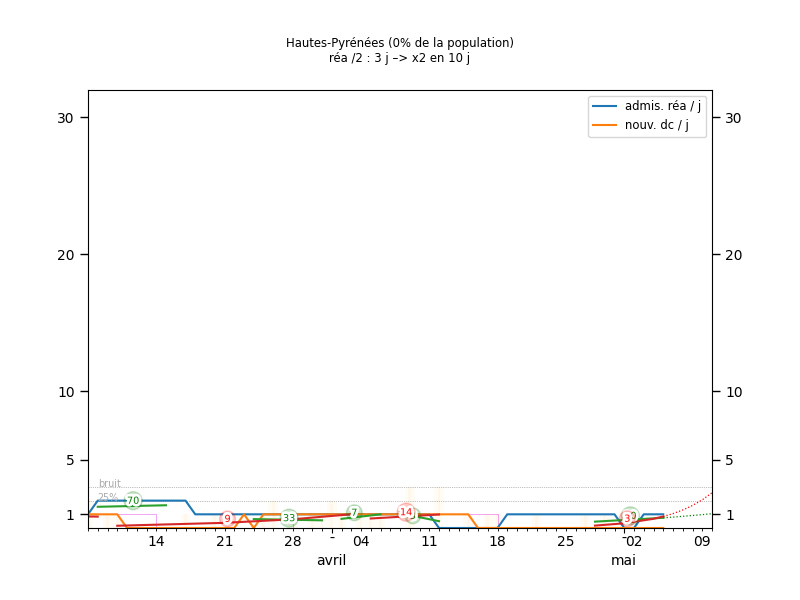 Hautes-Pyrénées (0% de la population)
réa /2 : 3 j –> x2 en 10 j
admis. réa / j
nouv. dc / j
30 30
20 20
10 10
5 5
bruit
25%
70
9
33
7
-14
3
1 1
14 21 28 - 04 11 18 25 - 02 09
avril mai